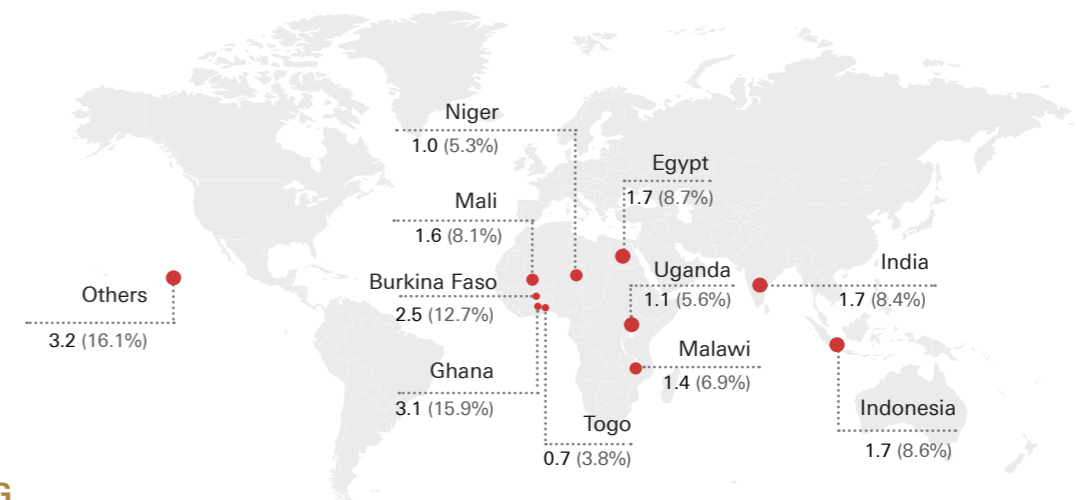 Niger
1.0 (5.3%)
Egypt
1.7 (8.7%)
Mali
1.6 (8.1%)
Uganda
1.1 (5.6%)
India
1.7 (8.4%)
Burkina Faso
2.5 (12.7%)
Others
3.2 (16.1%)
Malawi
1.4 (6.9%)
Ghana
3.1 (15.9%)
Indonesia
1.7 (8.6%)
Togo
0.7 (3.8%)